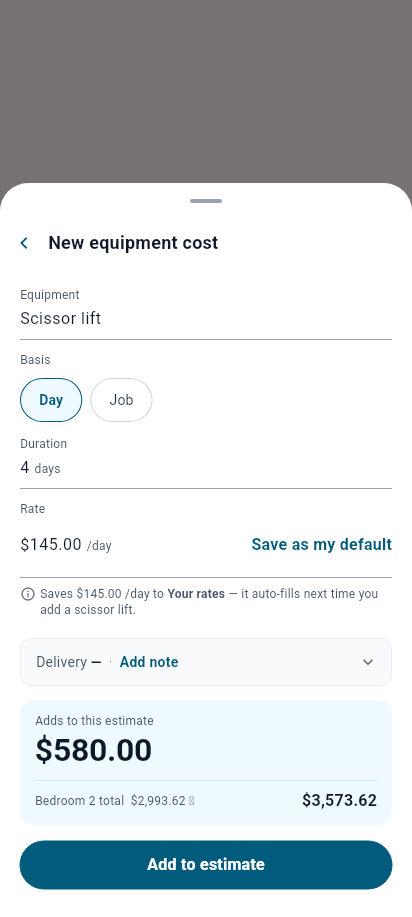 New equipment cost
Equipment
Scissor lift
Basis
Day Job
Duration
4 days
Rate
$145.00 /day Save as my default
Saves $145.00 /day to Your rates — it auto-fills next time you
add a scissor lift.
Delivery — · Add note
Adds to this estimate
$580.00
Bedroom 2 total $2,993.62 $3,573.62
Add to estimate